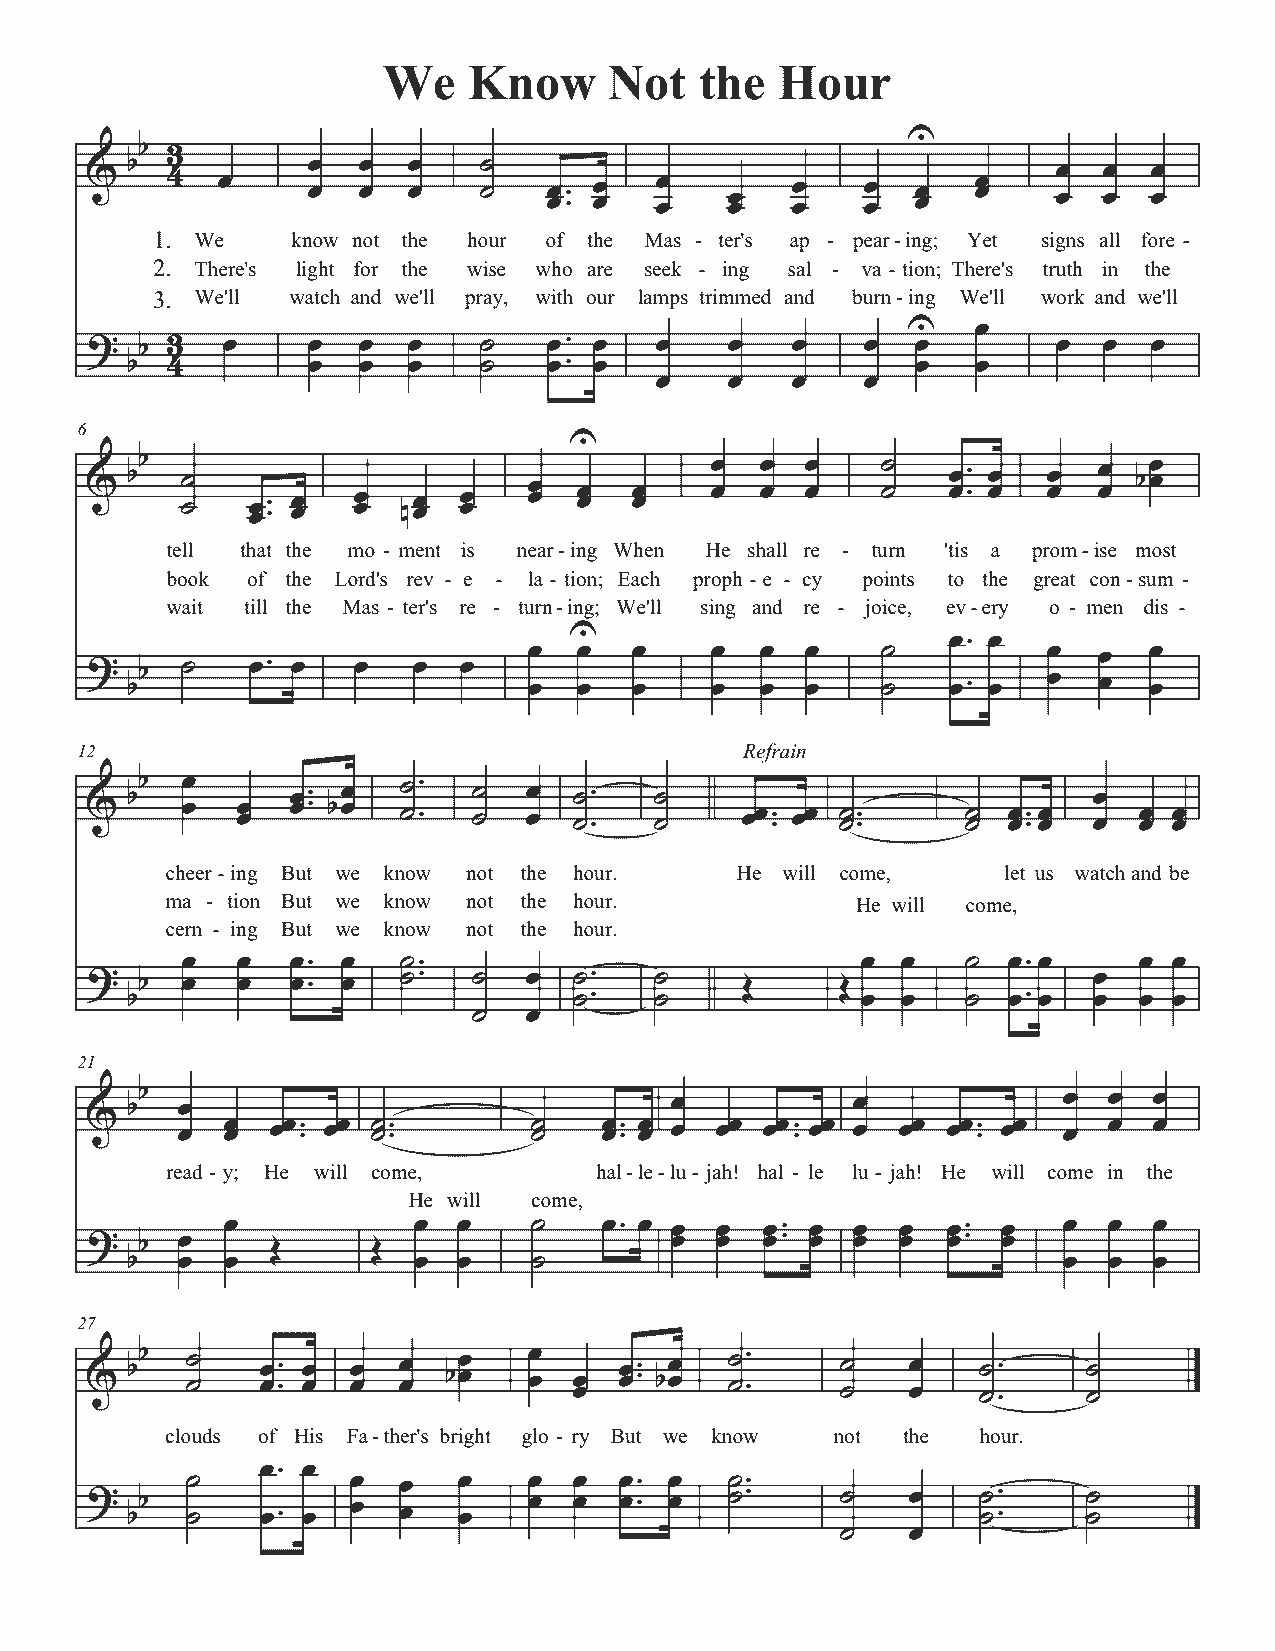 We Know Not the Hour
1. We know not the hour of the Mas - ter's ap - pear - ing; Yet signs all fore -
2. There's light for the wise who are seek - ing sal - va - tion; There's truth in the
3. We'll watch and we'll pray, with our lamps trimmed and burn - ing We'll work and we'll
6
tell that the mo - ment is near - ing When He shall re - turn 'tis a prom - ise most
book of the Lord's rev - e - la - tion; Each proph - e - cy points to the great con - sum -
wait till the Mas - ter's re - turn - ing; We'll sing and re - joice, ev - ery o - men dis -
12
Refrain
cheer - ing But we know not the hour. He will come, let us watch and be
ma - tion But we know not the hour. He will come,
cern - ing But we know not the hour.
21
read - y; He will come, hal - le - lu - jah! hal - le lu - jah! He will come in the
He will come,
27
clouds of His Fa - ther's bright glo - ry But we know not the hour.